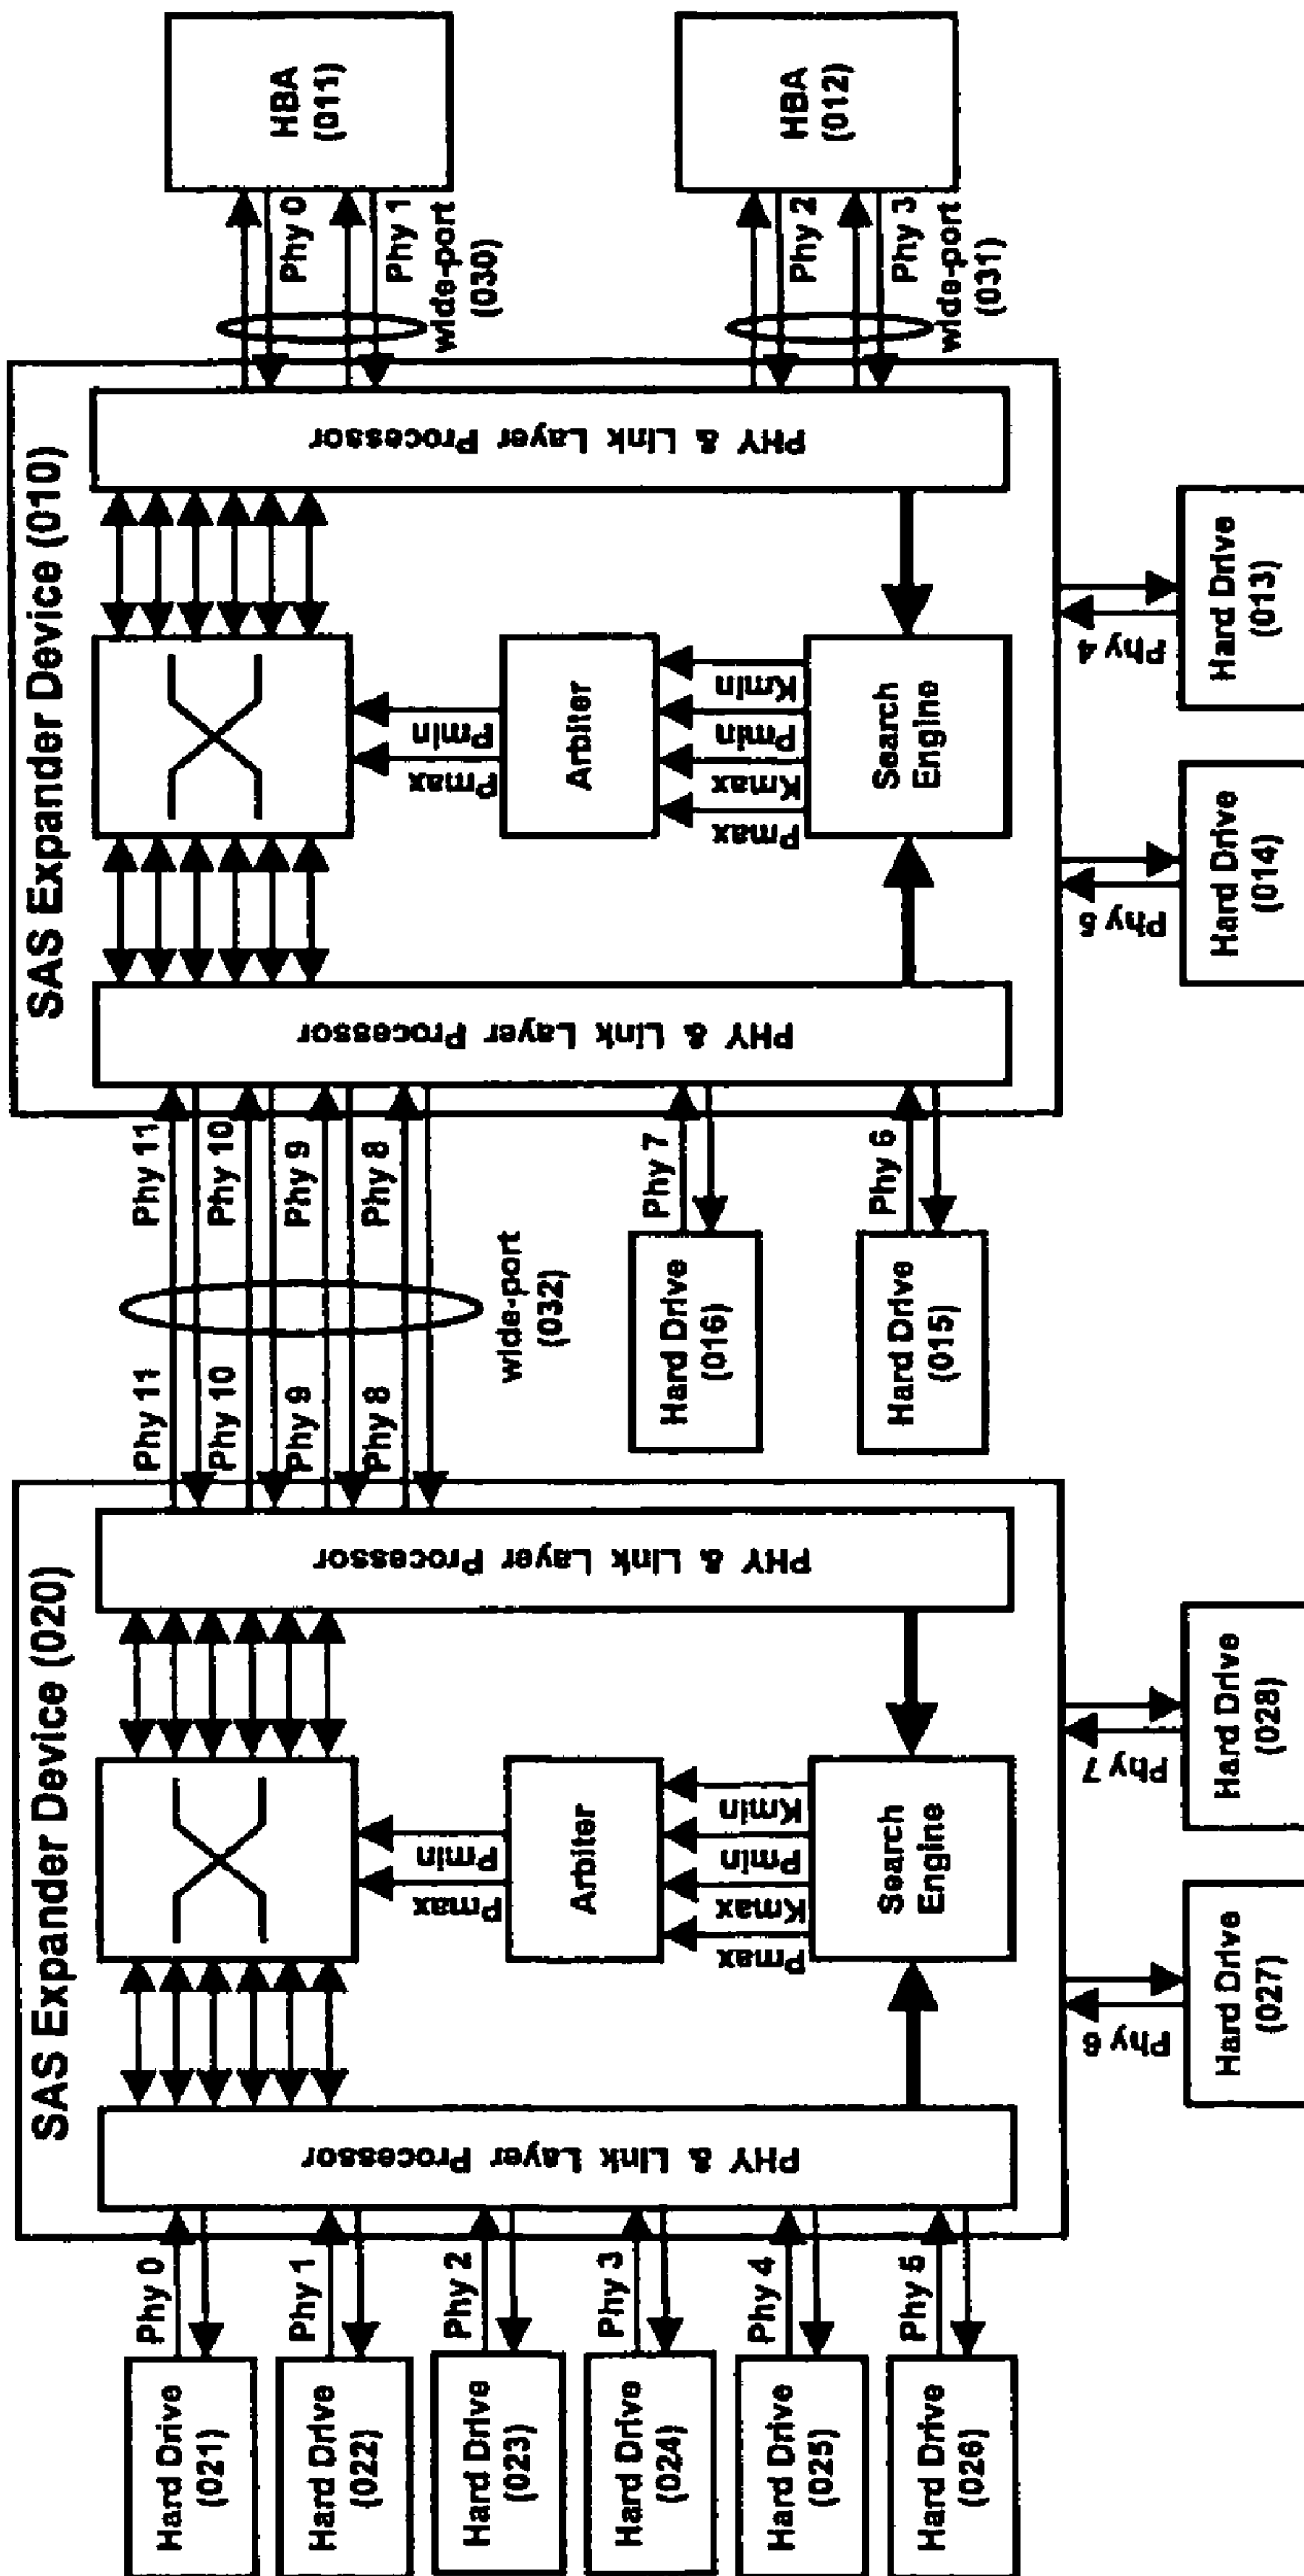 SAS Expander Device (020)
Hard Drive
(021)
Hard Drive
(022)
Hard Drive
(023)
Hard Drive
(024)
Hard Drive
(025)
Hard Drive
(026)
Phy 0
Phy 1
Phy 2
Phy 3
Phy 4
Phy 5
PHY & Link Layer Processor
Pmax
Pmin
Arbiter
Pmax
Kmax
Pmin
Kmin
Search
Engine
PHY & Link Layer Processor
Phy 6
Hard Drive
(027)
Phy 7
Hard Drive
(028)
Phy 11
Phy 10
Phy 9
Phy 8
wide-port
(032)
Phy 11
Phy 10
Phy 9
Phy 8
Hard Drive
(016)
Phy 7
Hard Drive
(015)
Phy 6
SAS Expander Device (010)
PHY & Link Layer Processor
Pmax
Pmin
Arbiter
Pmax
Kmax
Pmin
Kmin
Search
Engine
PHY & Link Layer Processor
Phy 5
Hard Drive
(014)
Phy 4
Hard Drive
(013)
Phy 0
Phy 1
wide-port
(030)
HBA
(011)
Phy 2
Phy 3
wide-port
(031)
HBA
(012)